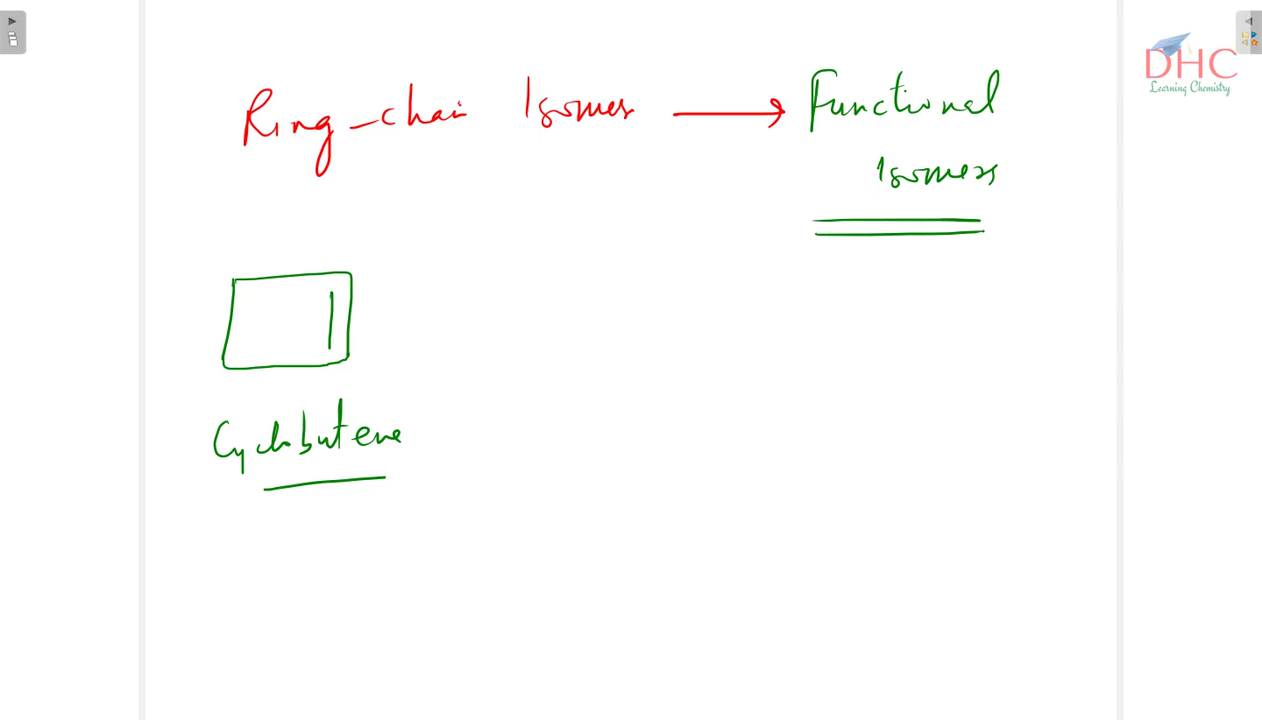 Ring-chain Isomers Functional
Isomers
Cyclobutene
DHC
Learning Chemistry